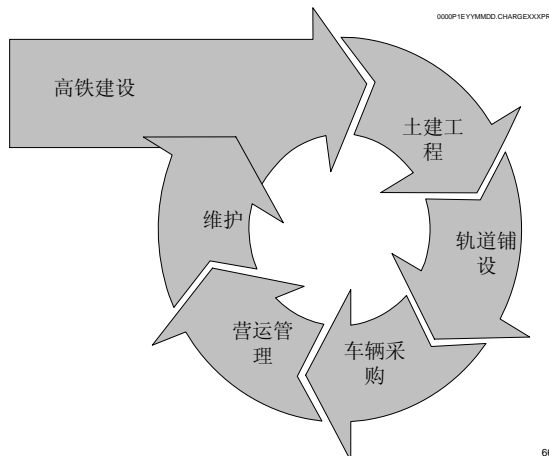 0000P1EYYMMDD.CHARGEXXXPR
高铁建设
土建工
程
轨道铺
设
车辆采
购
营运管
理
维护